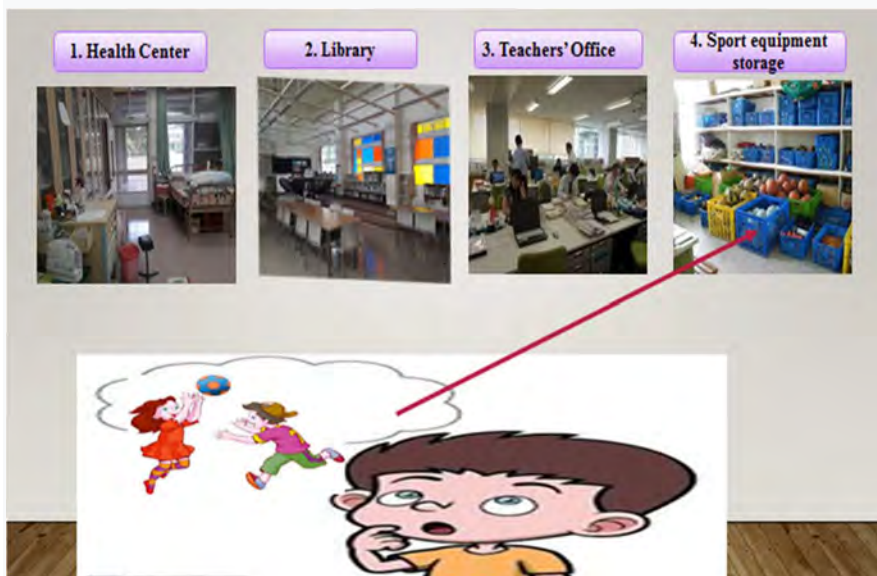 1. Health Center
2. Library
3. Teachers' Office
4. Sport equipment
storage